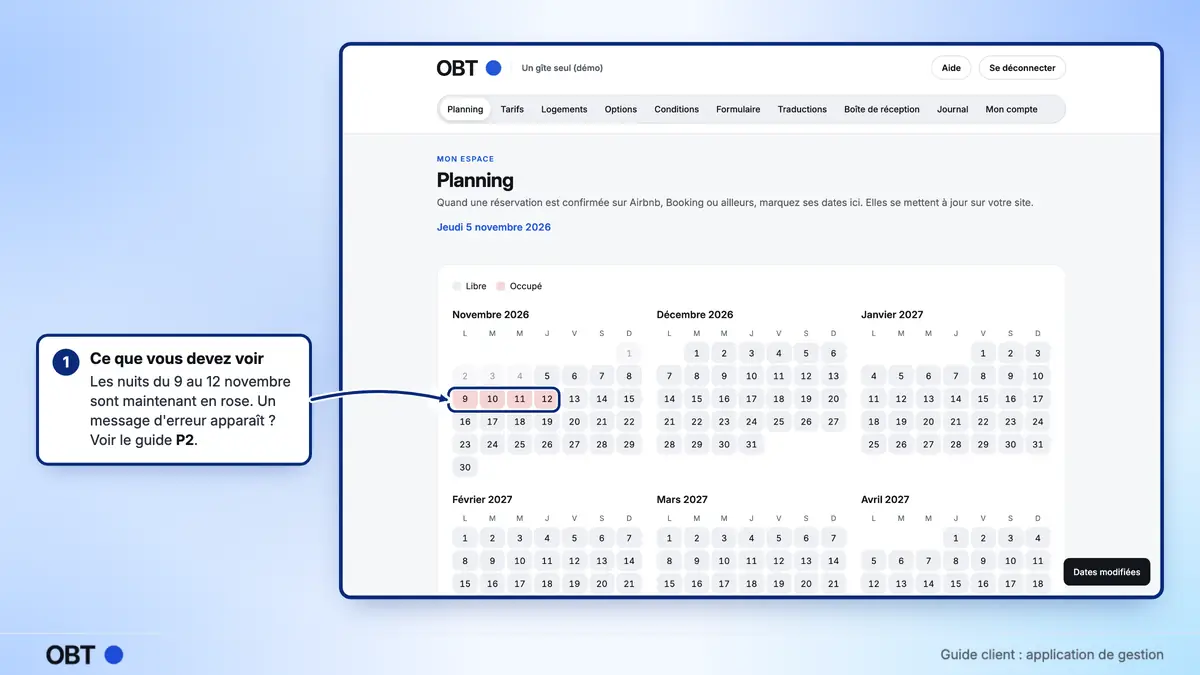 OBT
Un gîte seul (démo)
Aide
Se déconnecter
Planning Tarifs Logements Options Conditions Formulaire Traductions Boîte de réception Journal Mon compte
MON ESPACE
Planning
Quand une réservation est confirmée sur Airbnb, Booking ou ailleurs, marquez ses dates ici. Elles se mettent à jour sur votre site.
Jeudi 5 novembre 2026
Libre Occupé
Novembre 2026
L M M J V S D
1
2 3 4 5 6 7 8
9 10 11 12 13 14 15
16 17 18 19 20 21 22
23 24 25 26 27 28 29
30
Décembre 2026
L M M J V S D
1 2 3 4 5 6
7 8 9 10 11 12 13
14 15 16 17 18 19 20
21 22 23 24 25 26 27
28 29 30 31
Janvier 2027
L M M J V S D
1 2 3
4 5 6 7 8 9 10
11 12 13 14 15 16 17
18 19 20 21 22 23 24
25 26 27 28 29 30 31
Février 2027
L M M J V S D
1 2 3 4 5 6 7
8 9 10 11 12 13 14
15 16 17 18 19 20 21
Mars 2027
L M M J V S D
1 2 3 4 5 6 7
8 9 10 11 12 13 14
15 16 17 18 19 20 21
Avril 2027
L M M J V S D
1 2 3 4
5 6 7 8 9 10 11
12 13 14 15 16 17 18
Dates modifiées
1 Ce que vous devez voir
Les nuits du 9 au 12 novembre
sont maintenant en rose. Un
message d'erreur apparaît ?
Voir le guide P2.
OBT
Guide client : application de gestion